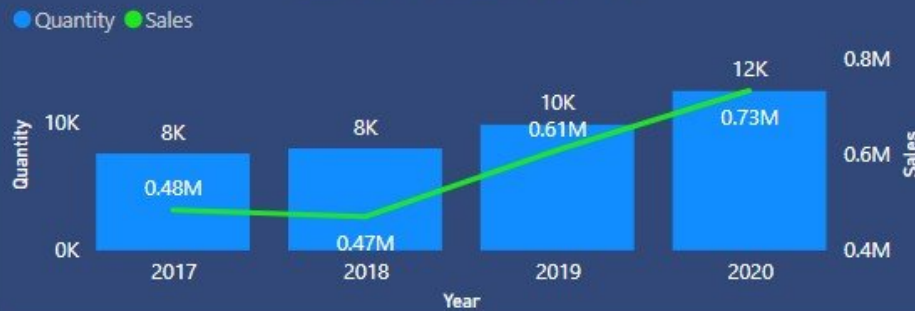 Quantity Sales
0.8M
12K
10K
10K
8K
8K
0.61M
0.73M
0.6M
0.48M
0.47M
0K
0.4M
Quantity
Sales
2017 2018 2019 2020
Year